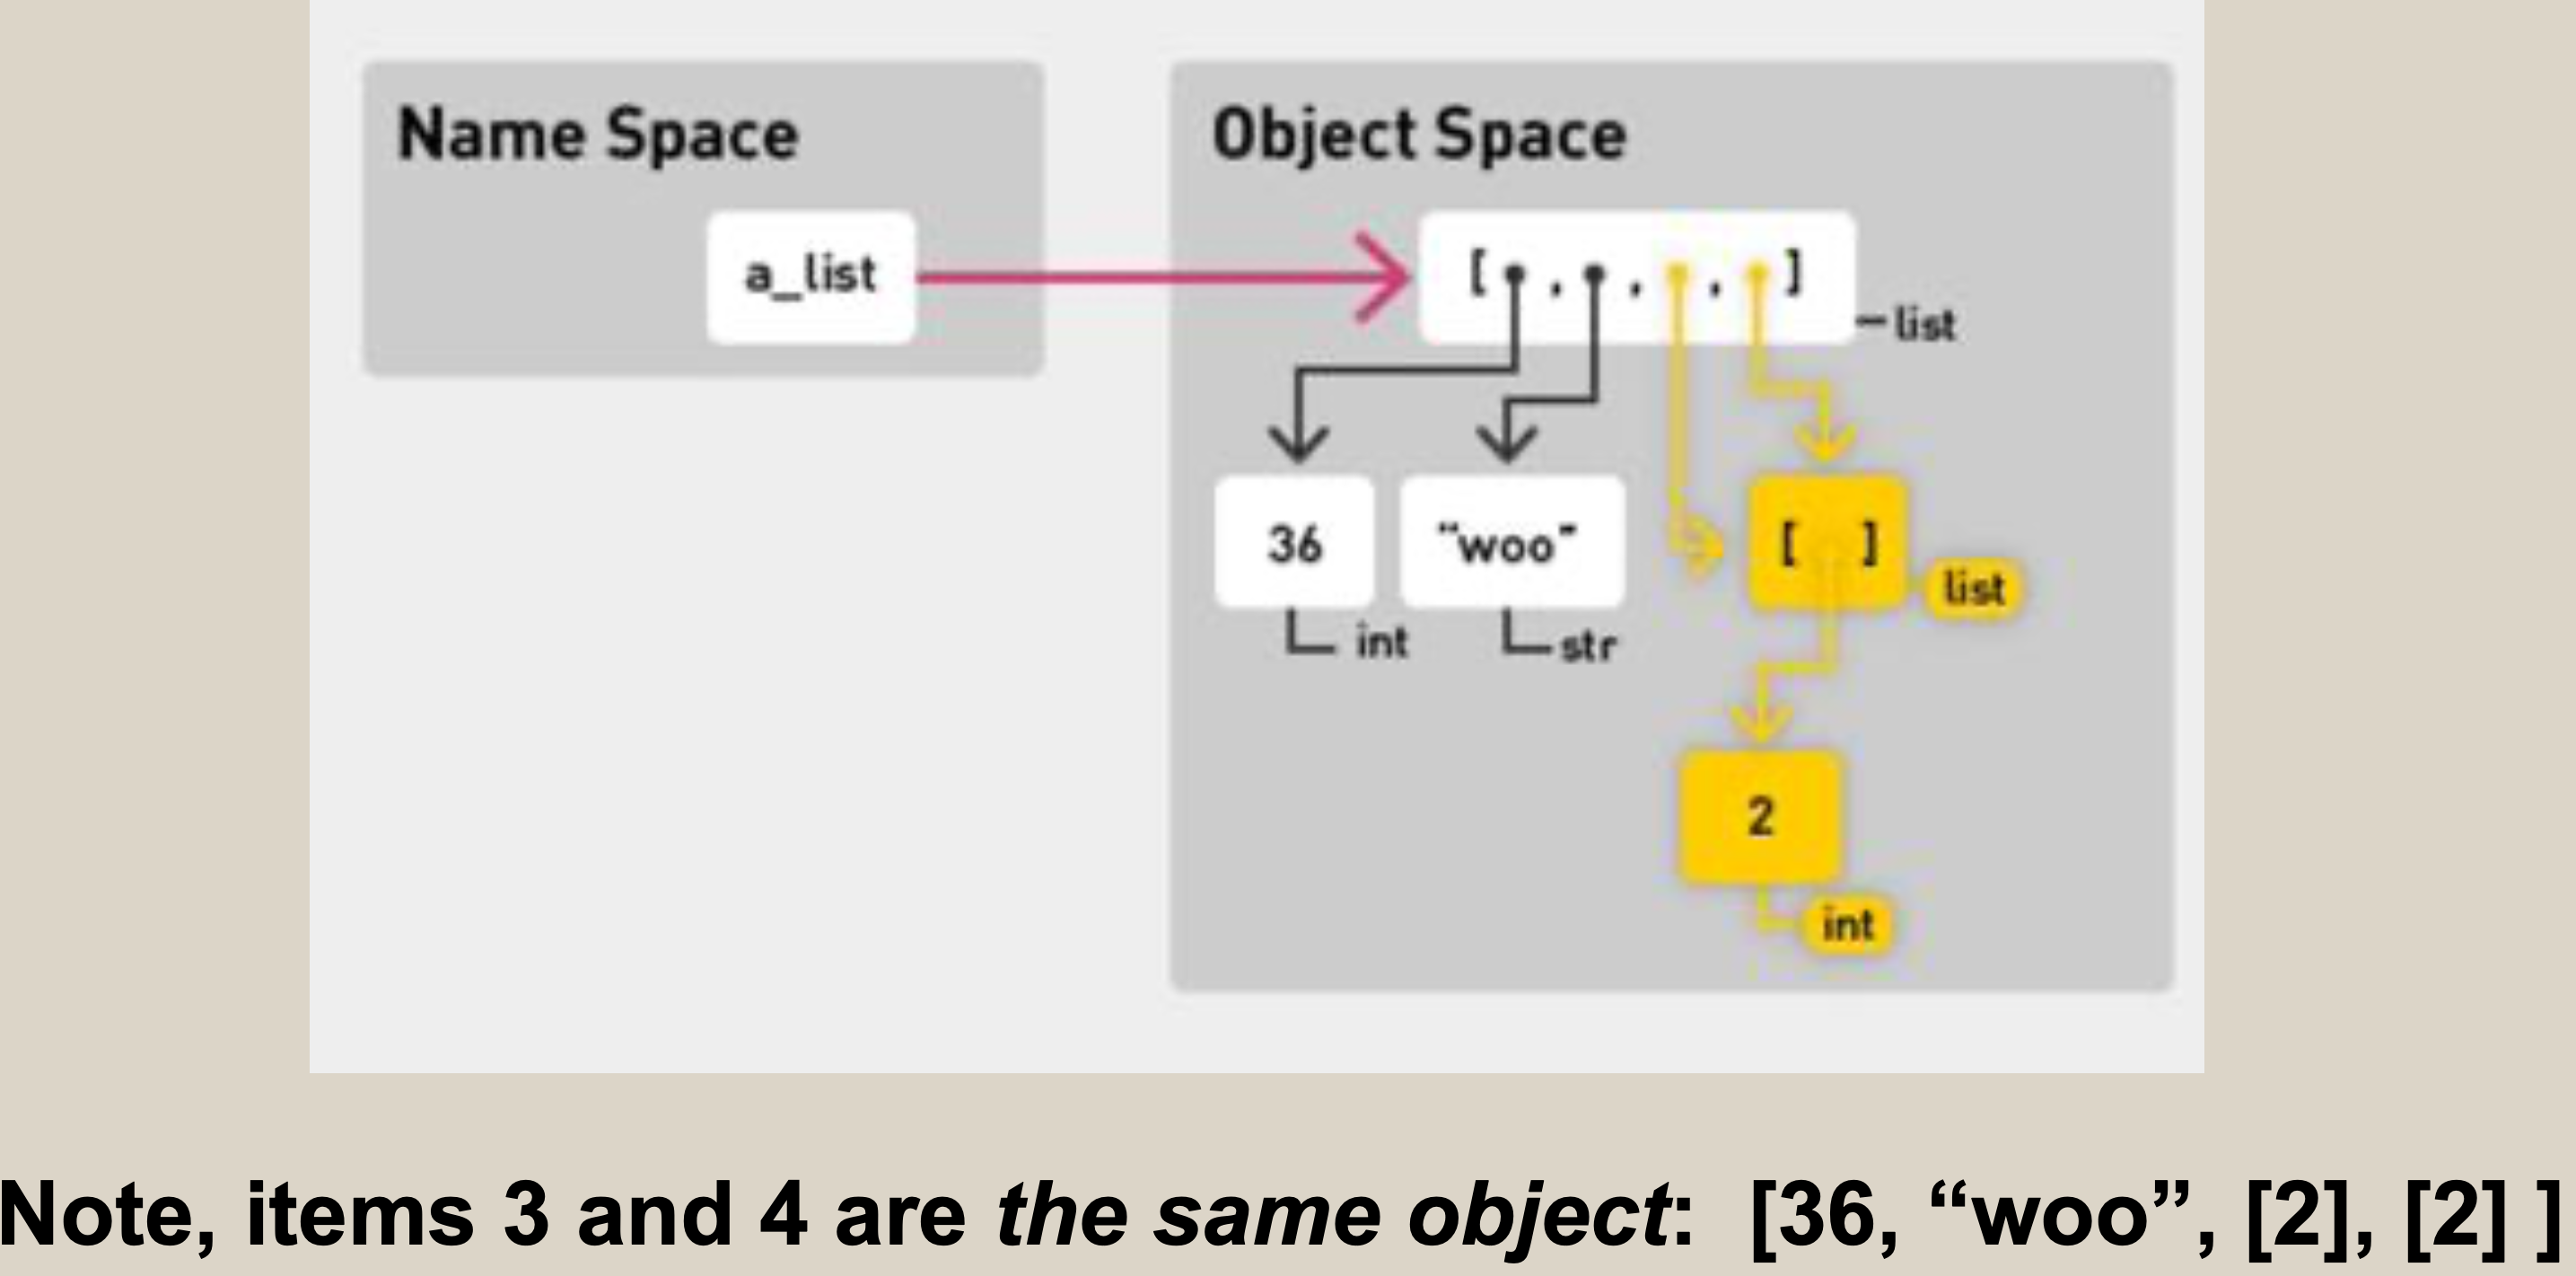 Name Space
Object Space
a_list
[ , , , ]
list
36
"woo"
[ ]
list
int
str
2
int
Note, items 3 and 4 are the same object: [36, “woo”, [2], [2] ]